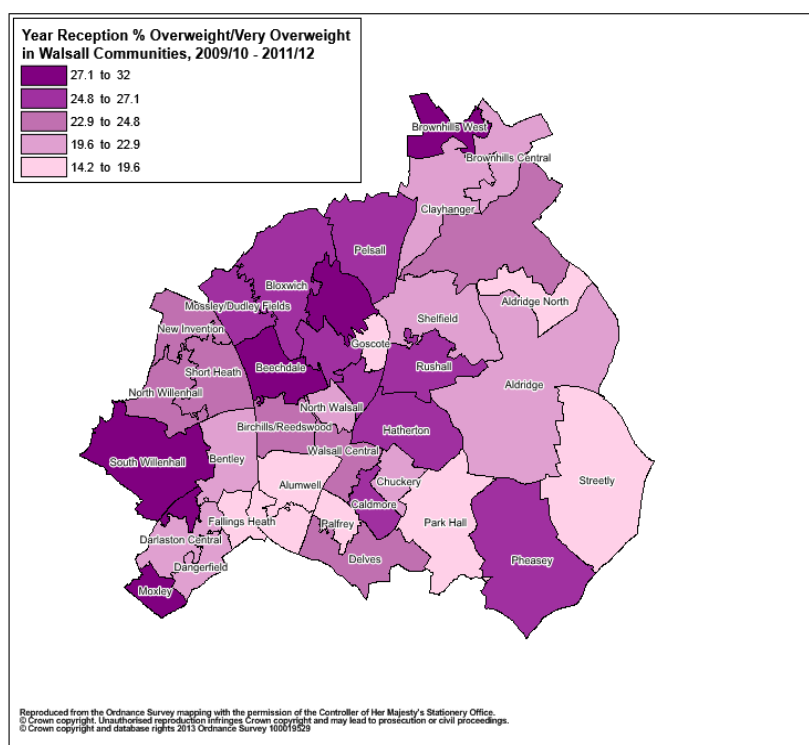 Year Reception % Overweight/Very Overweight
in Walsall Communities, 2009/10 - 2011/12
27.1 to 32
24.8 to 27.1
22.9 to 24.8
19.6 to 22.9
14.2 to 19.6
Brownhills West
Brownhills Central
Clayhanger
Pelsall
Bloxwich
Mossley/Dudley Fields
Aldridge North
New Invention
Shelfield
Goscote
Short Heath
Beechdale
Rushall
Aldridge
North Willenhall
North Walsall
Birchills/Reedswood
Hatherton
Walsall Central
South Willenhall
Bentley
Chuckery
Streetly
Alumwell
Caldmore
Fallings Heath
Palfrey
Park Hall
Darlaston Central
Delves
Pheasey
Dangerfield
Moxley
Reproduced from the Ordnance Survey mapping with the permission of the Controller of Her Majesty's Stationery Office.
© Crown copyright. Unauthorised reproduction infringes Crown copyright and may lead to prosecution or civil proceedings.
© Crown copyright and database rights 2013 Ordnance Survey 100019529